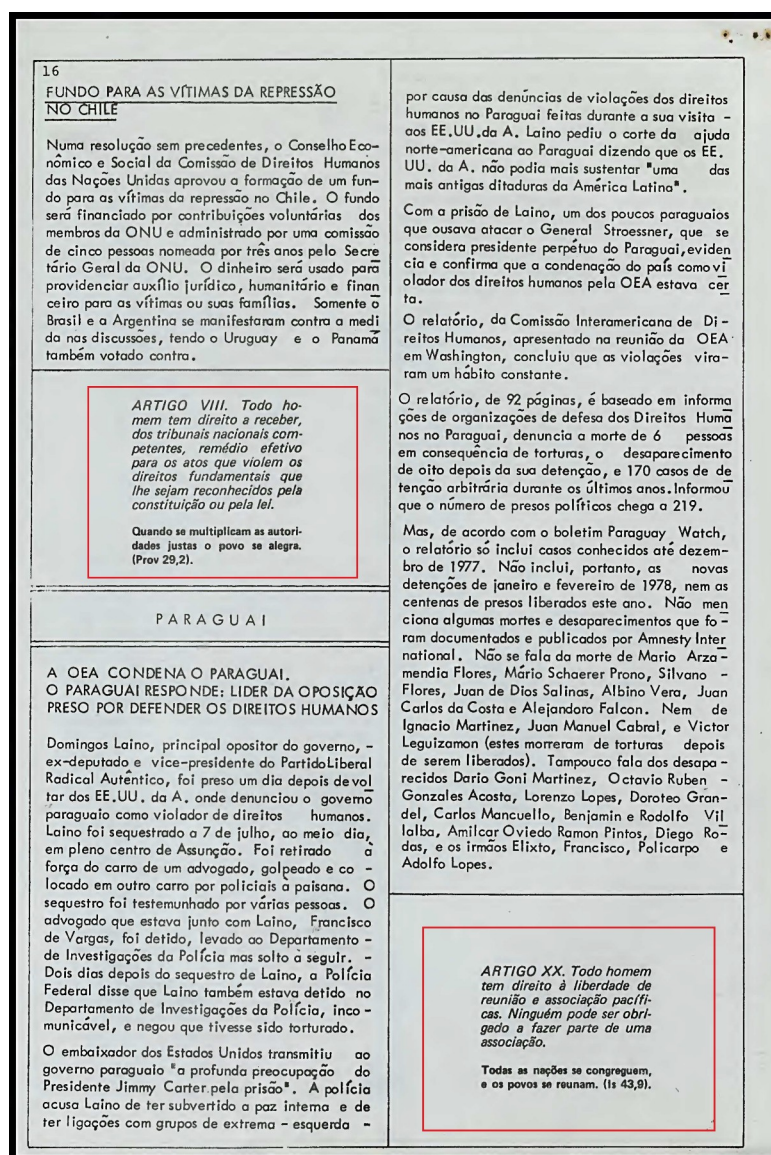 16
FUNDO PARA AS VÍTIMAS DA REPRESSÃO
NO CHILE
Numa resolução sem precedentes, o Conselho Eco-
nômico e Social da Comissão de Direitos Humanos
das Nações Unidas aprovou a formação de um fun-
do para as vítimas da repressão no Chile. O fundo
será financiado por contribuições voluntárias dos
membros da ONU e administrado por uma comissão
de cinco pessoas nomeada por três anos pelo Secre
tário Geral da ONU. O dinheiro será usado para
providenciar auxílio jurídico, humanitário e finan
ceiro para as vítimas ou suas famílias. Somente o
Brasil e a Argentina se manifestaram contra a medi
da nas discussões, tendo o Uruguay e o Panamá
também votado contra.
ARTIGO VIII. Todo ho-
mem tem direito a receber,
dos tribunais nacionais com-
petentes, remédio efetivo
para os atos que violem os
direitos fundamentais que
lhe sejam reconhecidos pela
constituição ou pela lei.
Quando se multiplicam as autori-
dades justas o povo se alegra.
(Prov 29,2).
PARAGUAI
A OEA CONDENA O PARAGUAI.
O PARAGUAI RESPONDE: LIDER DA OPOSIÇÃO
PRESO POR DEFENDER OS DIREITOS HUMANOS
Domingos Laino, principal opositor do governo, -
ex-deputado e vice-presidente do Partido Liberal
Radical Autêntico, foi preso um dia depois de vol
tar dos EE.UU. da A. onde denunciou o governo
paraguaio como violador de direitos humanos.
Laino foi sequestrado a 7 de julho, ao meio dia,
em pleno centro de Assunção. Foi retirado à
força do carro de um advogado, golpeado e co -
locado em outro carro por policiais à paisana. O
sequestro foi testemunhado por várias pessoas. O
advogado que estava junto com Laino, Francisco
de Vargas, foi detido, levado ao Departamento -
de Investigações da Polícia mas solto à seguir. -
Dois dias depois do sequestro de Laino, a Polícia
Federal disse que Laino também estava detido no
Departamento de Investigações da Polícia, inco -
municável, e negou que tivesse sido torturado.
O embaixador dos Estados Unidos transmitiu ao
governo paraguaio "a profunda preocupação do
Presidente Jimmy Carter pela prisão". A polícia
acusa Laino de ter subvertido a paz interna e de
ter ligações com grupos de extrema - esquerda -
por causa das denúncias de violações dos direitos
humanos no Paraguai feitas durante a sua visita -
aos EE.UU.da A. Laino pediu o corte da ajuda
norte-americana ao Paraguai dizendo que os EE.
UU. da A. não podia mais sustentar "uma das
mais antigas ditaduras da América Latina".
Com a prisão de Laino, um dos poucos paraguaios
que ousava atacar o General Stroessner, que se
considera presidente perpétuo do Paraguai, eviden
cia e confirma que a condenação do país como vi
olador dos direitos humanos pela OEA estava cer
ta.
O relatório, da Comissão Interamericana de Di -
reitos Humanos, apresentado na reunião da OEA
em Washington, concluiu que as violações vira-
ram um hábito constante.
O relatório, de 92 páginas, é baseado em informa
ções de organizações de defesa dos Direitos Huma
nos no Paraguai, denuncia a morte de 6 pessoas
em consequência de torturas, o desaparecimento
de oito depois da sua detenção, e 170 casos de de
tenção arbitrária durante os últimos anos. Informou
que o número de presos políticos chega a 219.
Mas, de acordo com o boletim Paraguay Watch,
o relatório só inclui casos conhecidos até dezem-
bro de 1977. Não inclui, portanto, as novas
detenções de janeiro e fevereiro de 1978, nem as
centenas de presos liberados este ano. Não men
ciona algumas mortes e desaparecimentos que fo -
ram documentados e publicados por Amnesty Inter
national. Não se fala da morte de Mario Arza -
mendia Flores, Mário Schaerer Prono, Silvano -
Flores, Juan de Dios Salinas, Albino Vera, Juan
Carlos da Costa e Alejandoro Falcon. Nem de
Ignacio Martinez, Juan Manuel Cabral, e Victor
Leguizamon (estes morreram de torturas depois
de serem liberados). Tampouco fala dos desapa -
recidos Dario Goni Martinez, Octavio Ruben -
Gonzales Acosta, Lorenzo Lopes, Doroteo Gran-
del, Carlos Mancuello, Benjamin e Rodolfo Vil
lalba, Amilcar Oviedo Ramon Pintos, Diego Ro-
das, e os irmãos Elixto, Francisco, Policarpo e
Adolfo Lopes.
ARTIGO XX. Todo homem
tem direito à liberdade de
reunião e associação pacífi-
cas. Ninguém pode ser obri-
gado a fazer parte de uma
associação.
Todas as nações se congreguem,
e os povos se reunam. (Is 43,9).